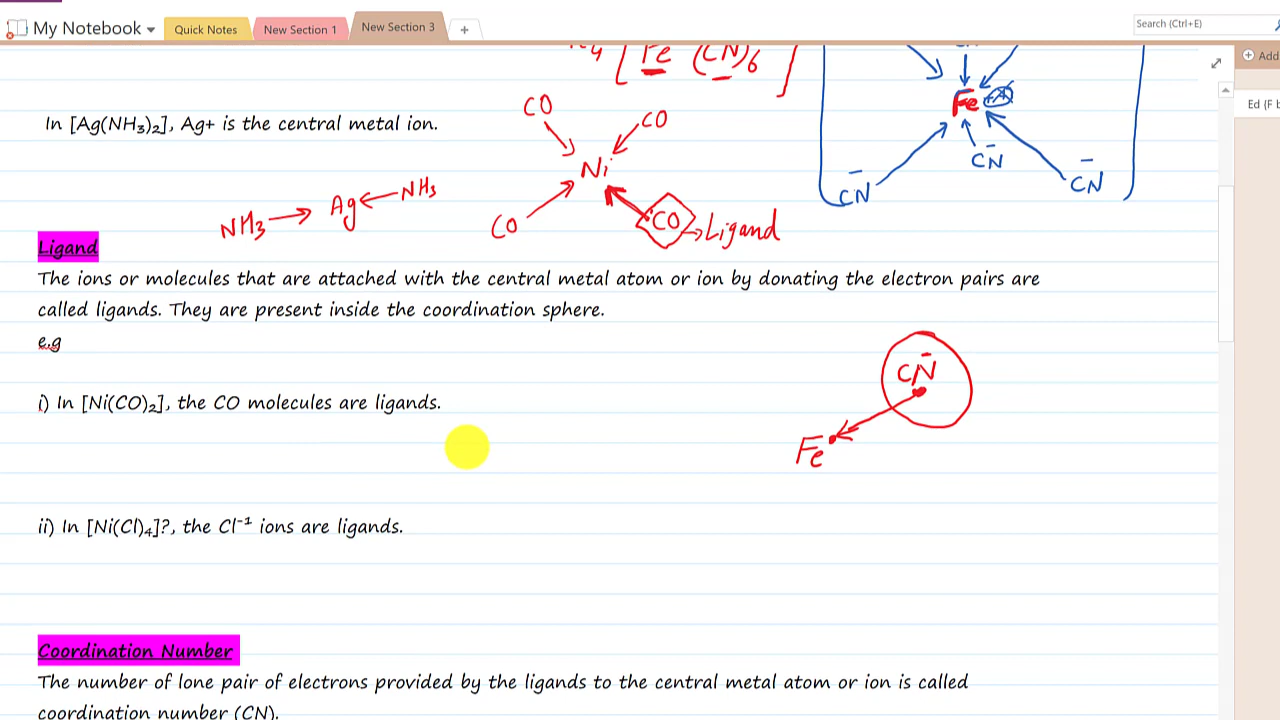 My Notebook
Quick Notes
New Section 1
New Section 3
+
Search (Ctrl+E)
Add
Ed (F b
[Fe (CN)6]
Fe
C̄N
C̄N
C̄N
In [Ag(NH₃)₂], Ag+ is the central metal ion.
CO
CO
Ni
CO
CO → Ligand
NH3 → Ag ← NH3
Ligand
The ions or molecules that are attached with the central metal atom or ion by donating the electron pairs are
called ligands. They are present inside the coordination sphere.
e.g
C̄N
Fe
i) In [Ni(CO)₂], the CO molecules are ligands.
ii) In [Ni(Cl)₄]?, the Cl⁻¹ ions are ligands.
Coordination Number
The number of lone pair of electrons provided by the ligands to the central metal atom or ion is called
coordination number (CN).